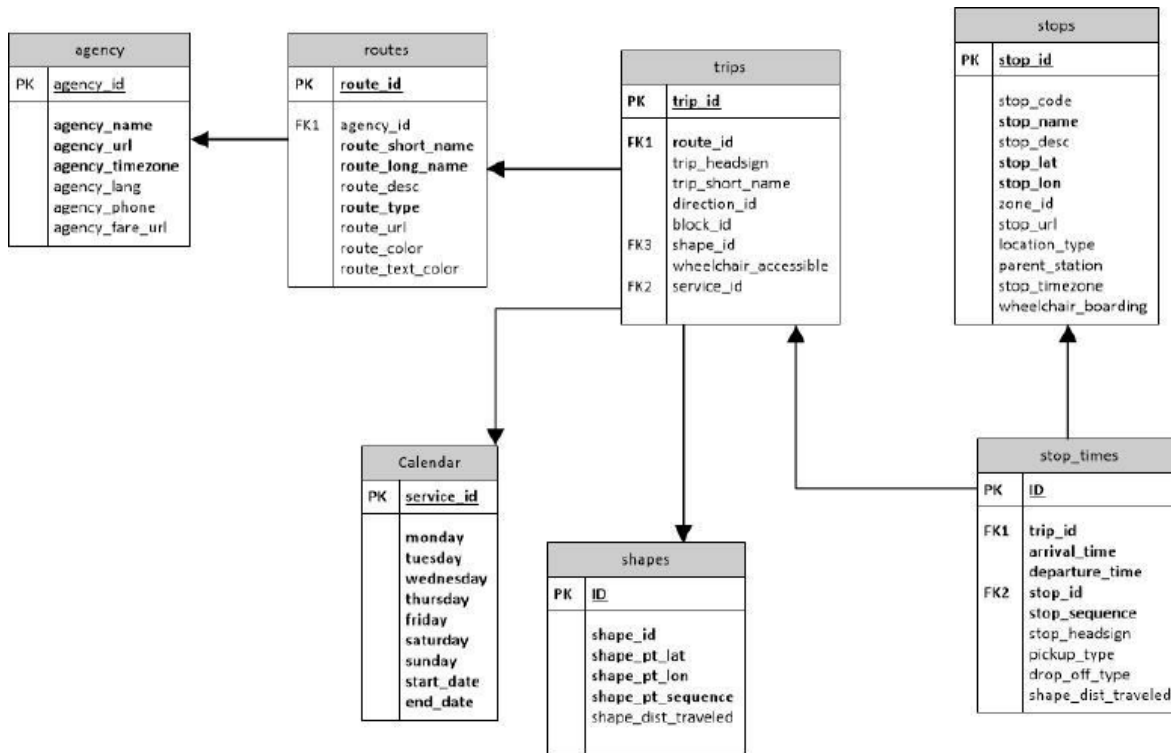 agency
PK agency_id
agency_name
agency_url
agency_timezone
agency_lang
agency_phone
agency_fare_url
routes
PK route_id
FK1 agency_id
route_short_name
route_long_name
route_desc
route_type
route_url
route_color
route_text_color
trips
PK trip_id
FK1 route_id
trip_headsign
trip_short_name
direction_id
block_id
FK3 shape_id
wheelchair_accessible
FK2 service_id
stops
PK stop_id
stop_code
stop_name
stop_desc
stop_lat
stop_lon
zone_id
stop_url
location_type
parent_station
stop_timezone
wheelchair_boarding
Calendar
PK service_id
monday
tuesday
wednesday
thursday
friday
saturday
sunday
start_date
end_date
shapes
PK ID
shape_id
shape_pt_lat
shape_pt_lon
shape_pt_sequence
shape_dist_traveled
stop_times
PK ID
FK1 trip_id
arrival_time
departure_time
FK2 stop_id
stop_sequence
stop_headsign
pickup_type
drop_off_type
shape_dist_traveled